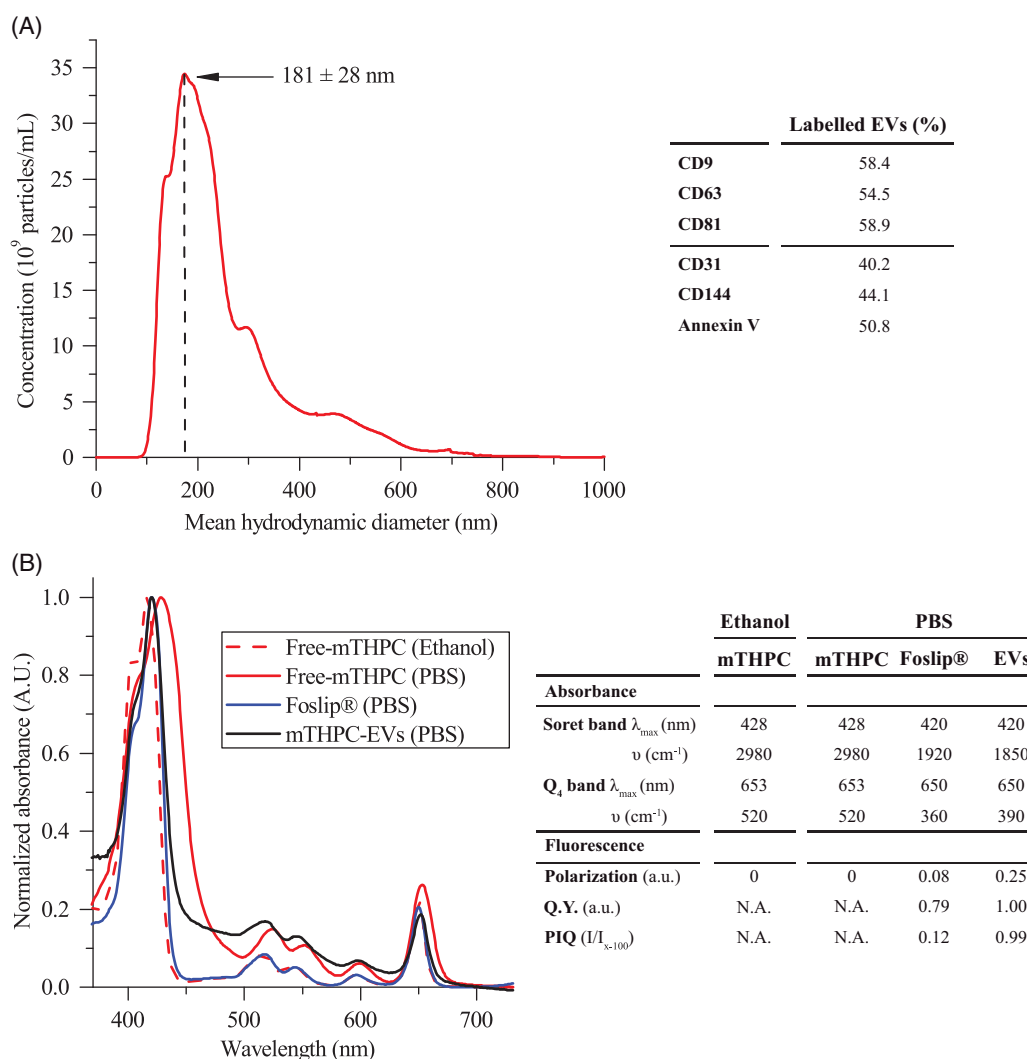 (A)
35
30
25
20
15
10
5
0
Concentration (10⁹ particles/mL)
181 ± 28 nm
0 200 400 600 800 1000
Mean hydrodynamic diameter (nm)
Labelled EVs (%)
CD9 58.4
CD63 54.5
CD81 58.9
CD31 40.2
CD144 44.1
Annexin V 50.8
(B)
1.0
0.8
0.6
0.4
0.2
0.0
Normalized absorbance (A.U.)
Free-mTHPC (Ethanol)
Free-mTHPC (PBS)
Foslip® (PBS)
mTHPC-EVs (PBS)
400 500 600 700
Wavelength (nm)
Ethanol PBS
mTHPC mTHPC Foslip® EVs
Absorbance
Soret band λmax (nm) 428 428 420 420
υ (cm⁻¹) 2980 2980 1920 1850
Q₄ band λmax (nm) 653 653 650 650
υ (cm⁻¹) 520 520 360 390
Fluorescence
Polarization (a.u.) 0 0 0.08 0.25
Q.Y. (a.u.) N.A. N.A. 0.79 1.00
PIQ (I/Ix-100) N.A. N.A. 0.12 0.99